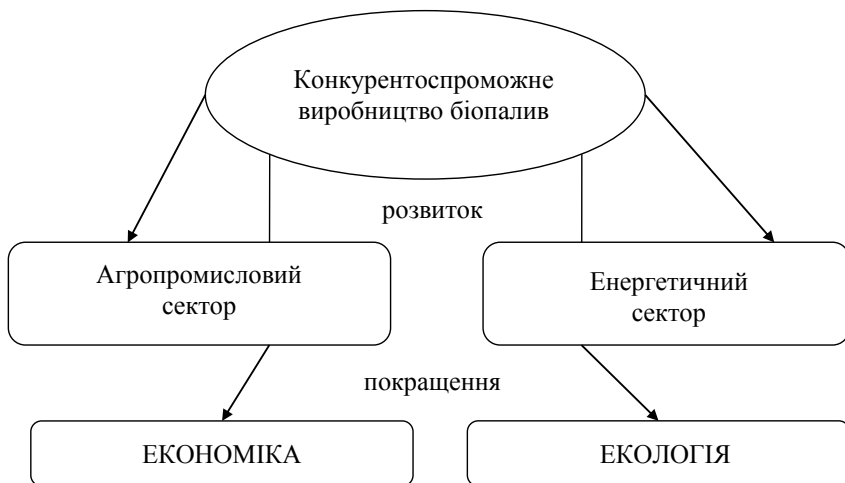 Конкурентоспроможне
виробництво біопалив
розвиток
Агропромисловий
сектор
Енергетичний
сектор
покращення
ЕКОНОМІКА
ЕКОЛОГІЯ